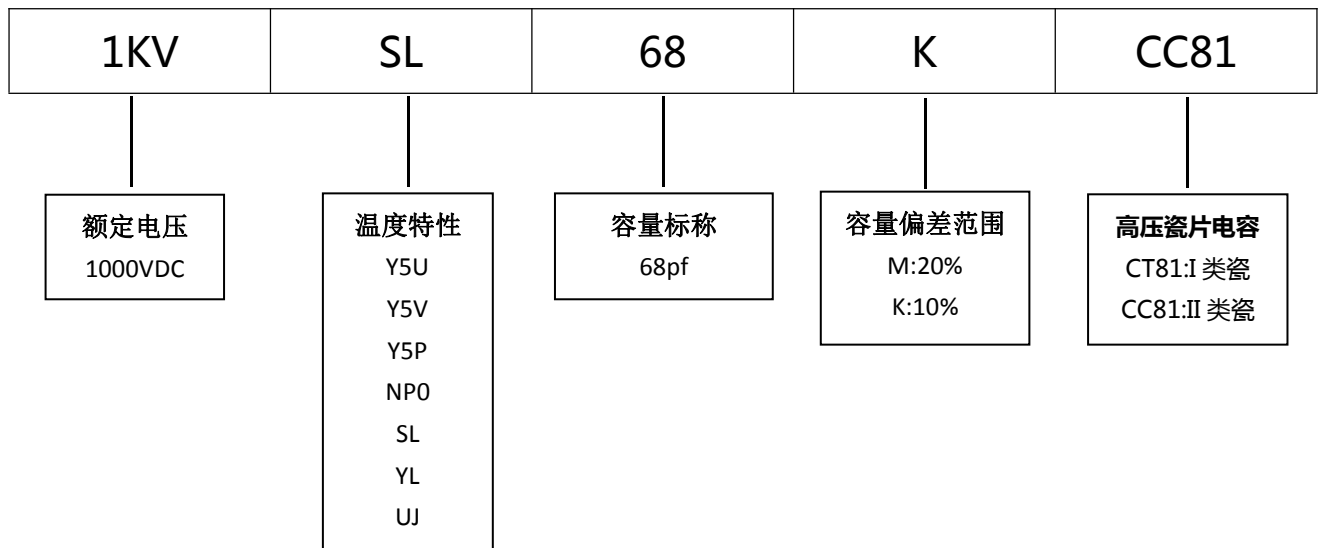 1KV SL 68 K CC81
额定电压
1000VDC
温度特性
Y5U
Y5V
Y5P
NP0
SL
YL
UJ
容量标称
68pf
容量偏差范围
M:20%
K:10%
高压瓷片电容
CT81:I 类瓷
CC81:II 类瓷